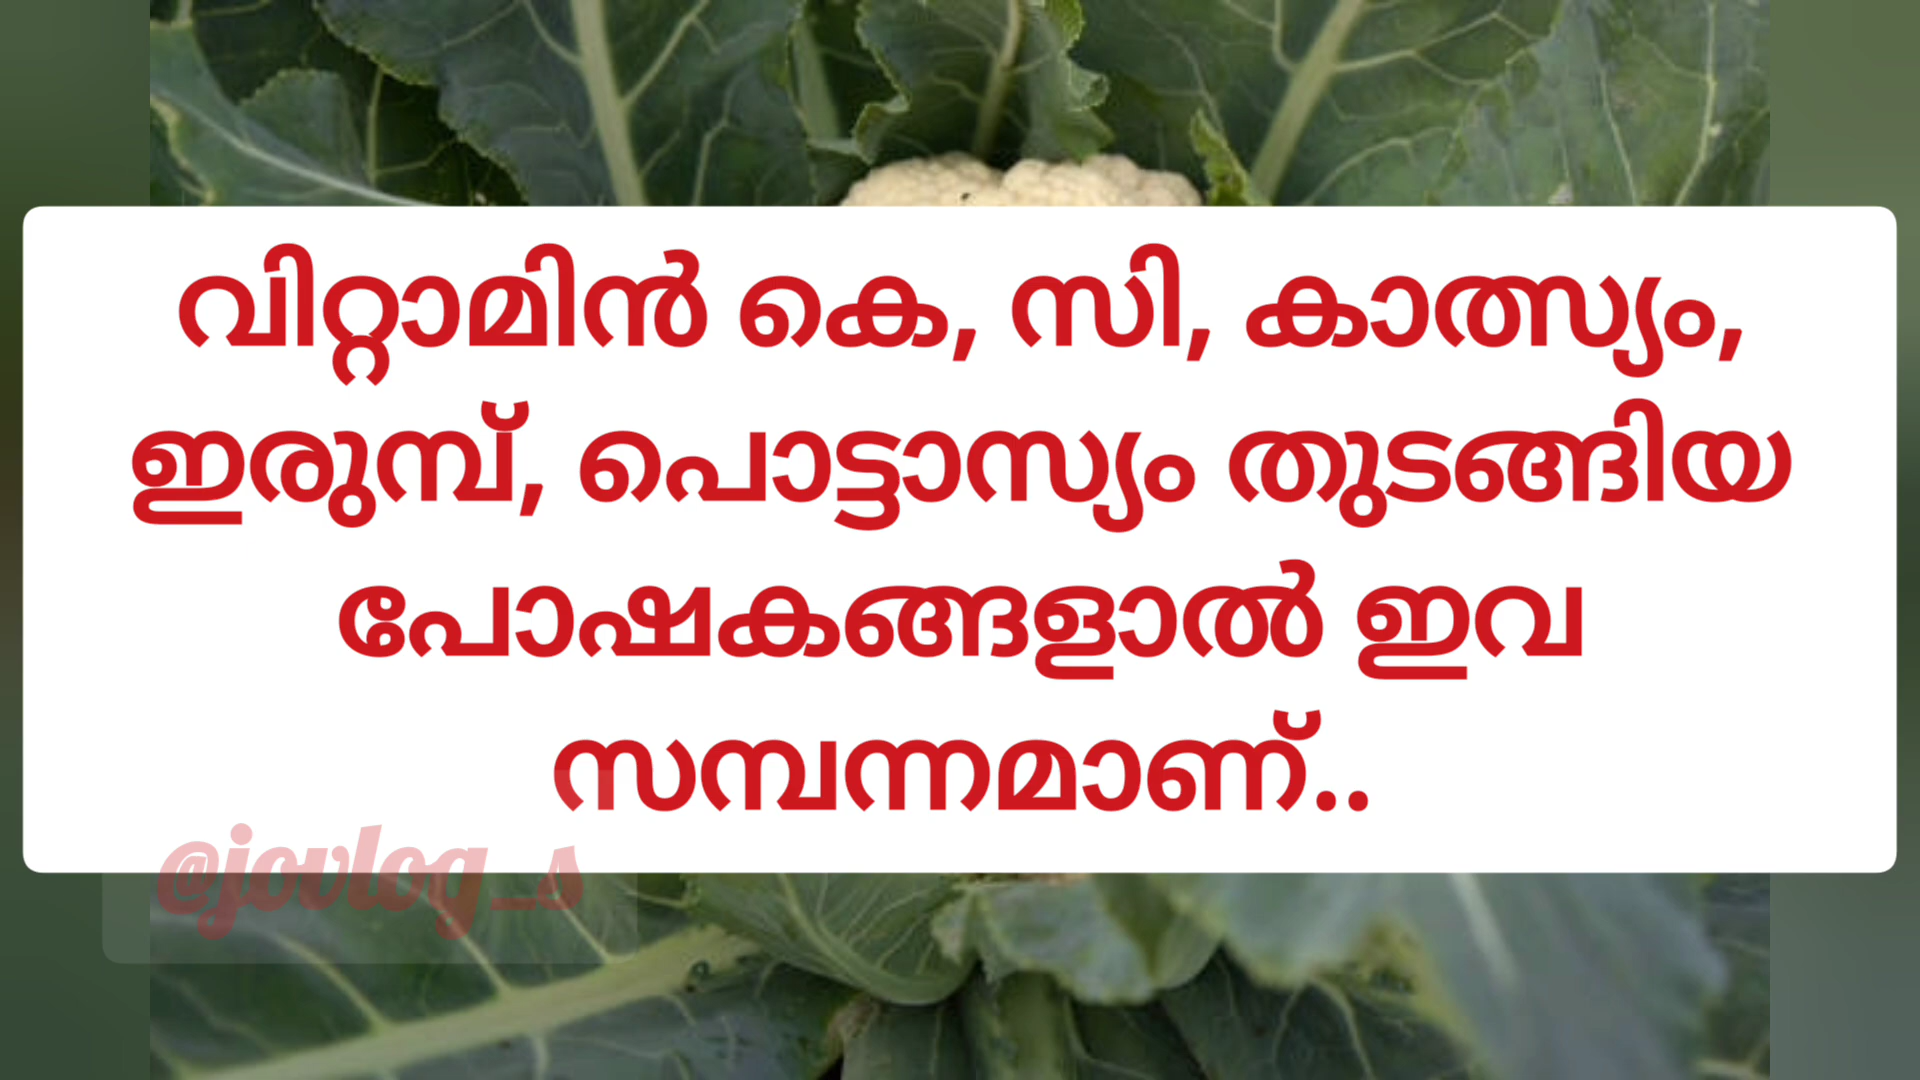 വിറ്റാമിൻ കെ, സി, കാത്സ്യം,
ഇരുമ്പ്, പൊട്ടാസ്യം തുടങ്ങിയ
പോഷകങ്ങളാൽ ഇവ
സമ്പന്നമാണ്..
@jovlog_s